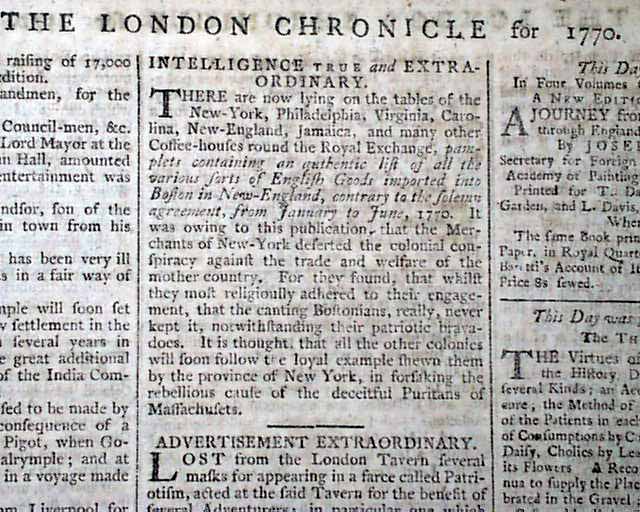 THE LONDON CHRONICLE for 1770.
raiſing of 17,000
dition.
andmen, for the
Council-men, &c.
Lord Mayor at the
n Hall, amounted
entertainment was
ndſor, ſon of the
in town from his
has been very ill
s in a fair way of
mple will ſoon ſet
ſettlement in the
ſeveral years in
e great additional
of the India Com-
ſed to be made by
conſequence of a
Pigot, when Go-
alrymple; and at
in a voyage made
om Liverpool for
INTELLIGENCE TRUE and EXTRA-
ORDINARY.
THERE are now lying on the tables of the
New-York, Philadelphia, Virginia, Caro-
lina, New-England, Jamaica, and many other
Coffee-houſes round the Royal Exchange, pam-
plets containing an authentic liſt of all the
various ſorts of Engliſh Goods imported into
Boſton in New-England, contrary to the ſolemn
agreement, from January to June, 1770. It
was owing to this publication, that the Mer-
chants of New-York deſerted the colonial con-
ſpiracy againſt the trade and welfare of the
mother country. For they found, that whilſt
they moſt religiouſly adhered to their engage-
ment, that the canting Boſtonians, really, never
kept it, notwithſtanding their patriotic brava-
does. It is thought, that all the other colonies
will ſoon follow the loyal example ſhewn them
by the province of New York, in forſaking the
rebellious cauſe of the deceitful Puritans of
Maſſachuſets.
ADVERTISEMENT EXTRAORDINARY.
LOST from the London Tavern ſeveral
maſks for appearing in a farce called Patri-
otiſm, acted at the ſaid Tavern for the benefit of
ſeveral Adventurers; in particular one which
This Day
In Four Volumes
A NEW EDITI
A JOURNEY from
through England
By JOSE
Secretary for Foreign
Academy of Painting
Printed for T. Da
Garden, and L. Davis,
Wher
The ſame Book prin
Paper, in Royal Quart
Baretti's Account of It
Price 8s ſewed.
This Day was
The TH
THE Virtues of
the Hiſtory, D
ſeveral Kinds; an Acc
cure, the Method of
of the Patients in each
of Conſumptions by C
Daiſy, Cholics by Lea
its Flowers A Reco
nua to ſupply the Place
brated in the Gravel